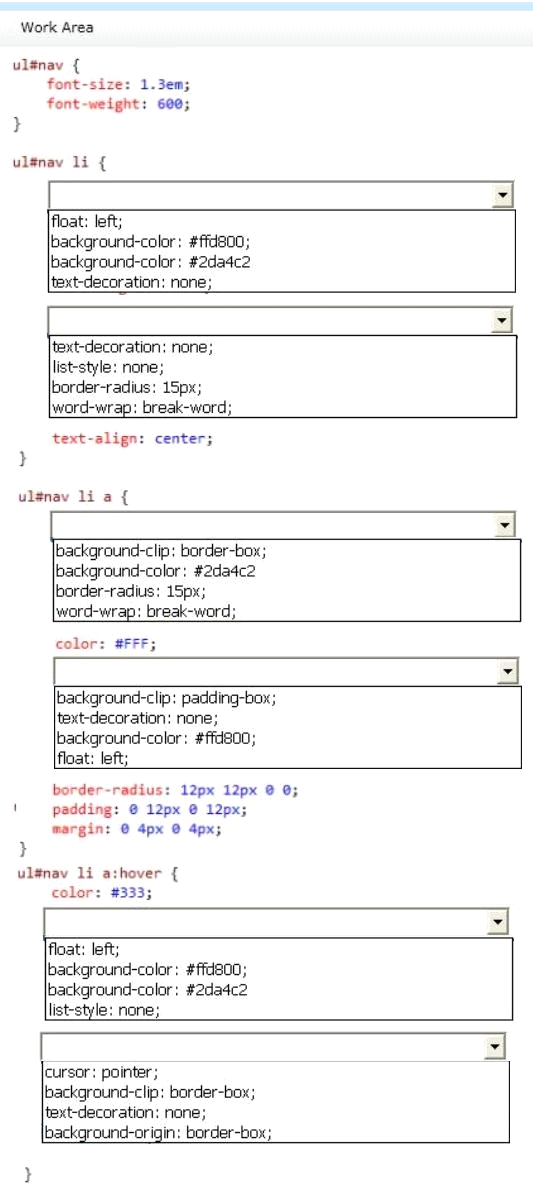 Work Area
ul#nav {
font-size: 1.3em;
font-weight: 600;
}
ul#nav li {
float: left;
background-color: #ffd800;
background-color: #2da4c2
text-decoration: none;
text-decoration: none;
list-style: none;
border-radius: 15px;
word-wrap: break-word;
text-align: center;
}
ul#nav li a {
background-clip: border-box;
background-color: #2da4c2
border-radius: 15px;
word-wrap: break-word;
color: #FFF;
background-clip: padding-box;
text-decoration: none;
background-color: #ffd800;
float: left;
border-radius: 12px 12px 0 0;
padding: 0 12px 0 12px;
margin: 0 4px 0 4px;
}
ul#nav li a:hover {
color: #333;
float: left;
background-color: #ffd800;
background-color: #2da4c2
list-style: none;
cursor: pointer;
background-clip: border-box;
text-decoration: none;
background-origin: border-box;
}